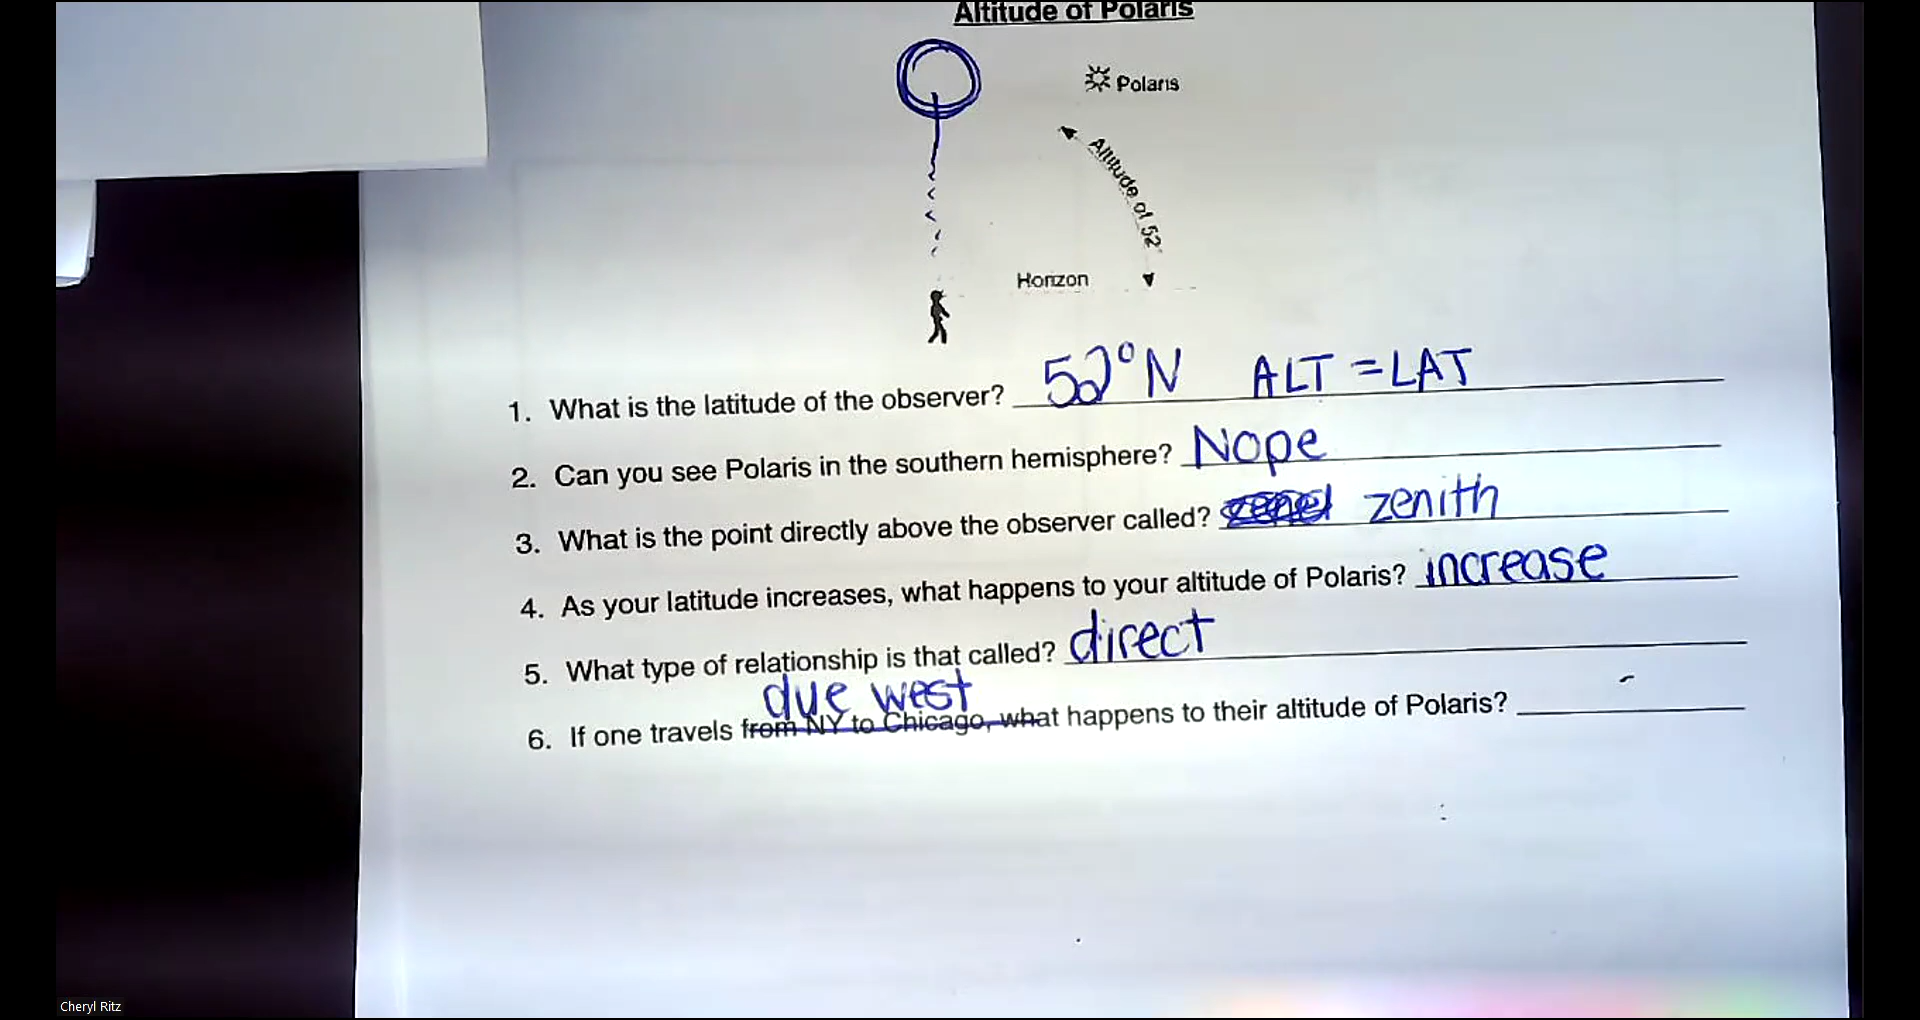 Altitude of Polaris
Polaris
Altitude of 52°
Horizon
1. What is the latitude of the observer? 52°N ALT = LAT
2. Can you see Polaris in the southern hemisphere? Nope
3. What is the point directly above the observer called? zenith
4. As your latitude increases, what happens to your altitude of Polaris? increase
5. What type of relationship is that called? direct
due west
6. If one travels from NY to Chicago, what happens to their altitude of Polaris?
Cheryl Ritz